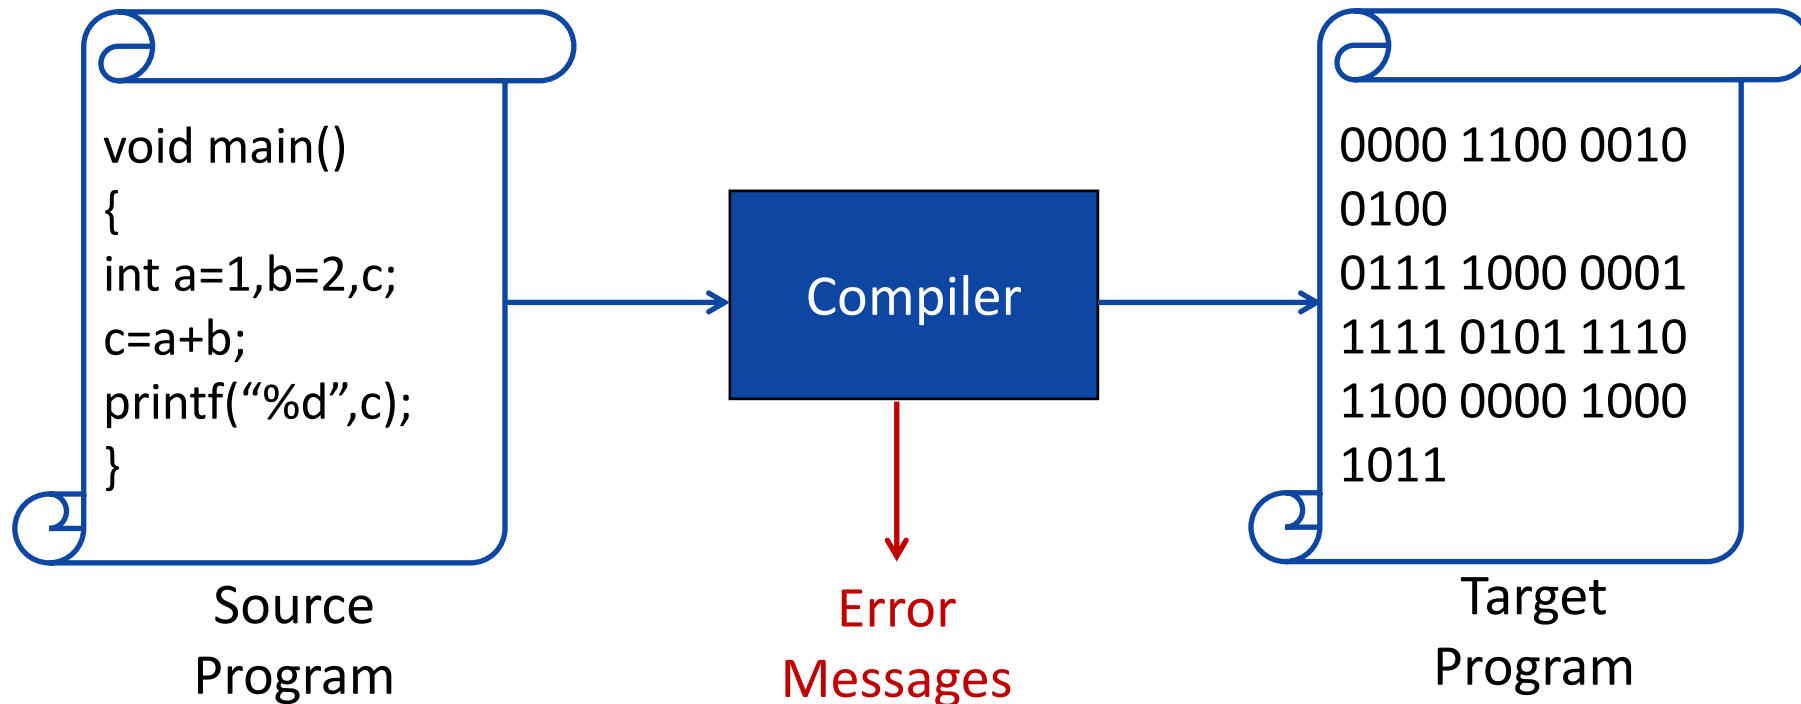 void main()
{
int a=1,b=2,c;
c=a+b;
printf(“%d”,c);
}
Source
Program
Compiler
Error
Messages
0000 1100 0010
0100
0111 1000 0001
1111 0101 1110
1100 0000 1000
1011
Target
Program